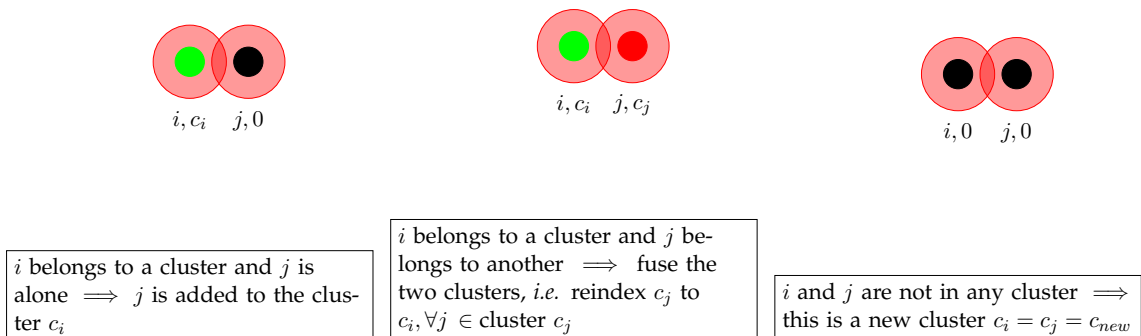 i, c_i j, 0
i, c_i j, c_j
i, 0 j, 0
i belongs to a cluster and j is
alone ⟹ j is added to the clus-
ter c_i
i belongs to a cluster and j be-
longs to another ⟹ fuse the
two clusters, i.e. reindex c_j to
c_i, ∀j ∈ cluster c_j
i and j are not in any cluster ⟹
this is a new cluster c_i = c_j = c_new